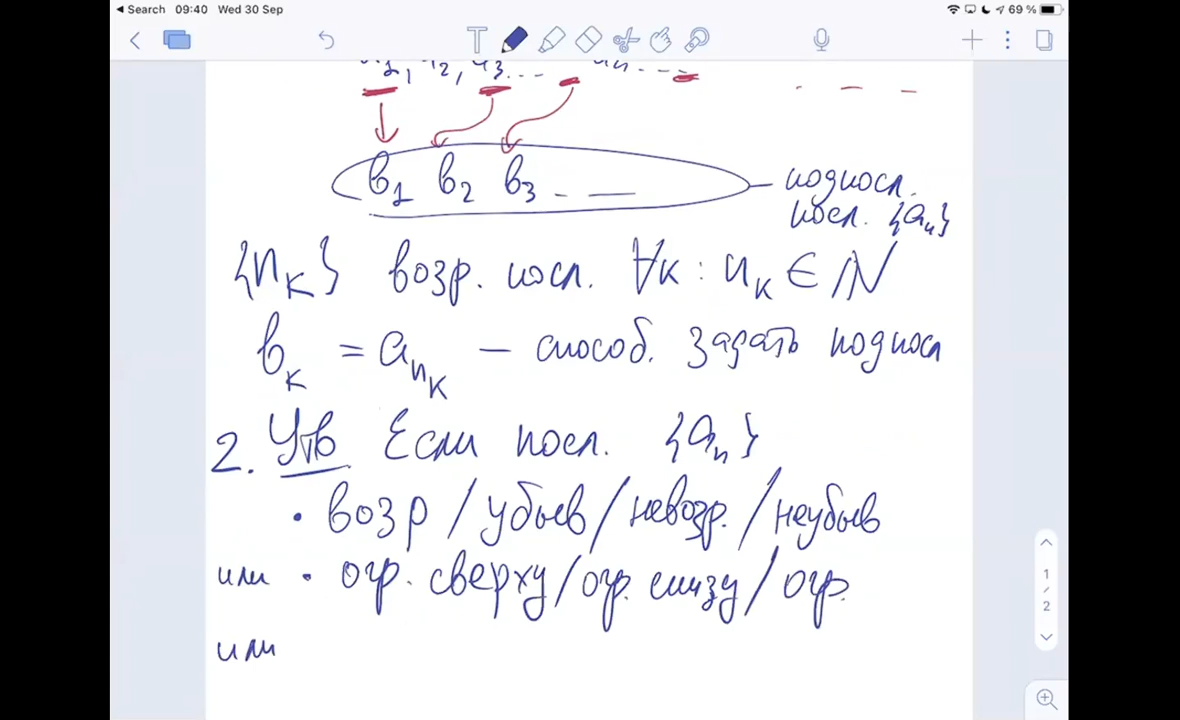 Search 09:40 Wed 30 Sep 69 %
T
b₁ b₂ b₃ - — – подпосл.
посл. {aₙ}
{nₖ} возр. посл. ∀k : nₖ ∈ ℕ
bₖ = aₙₖ – способ. задать подпосл
2. Утв Если посл. {aₙ}
• возр / убыв / невозр. / неубыв
или • огр. сверху / огр. снизу / огр.
или
1
/
2